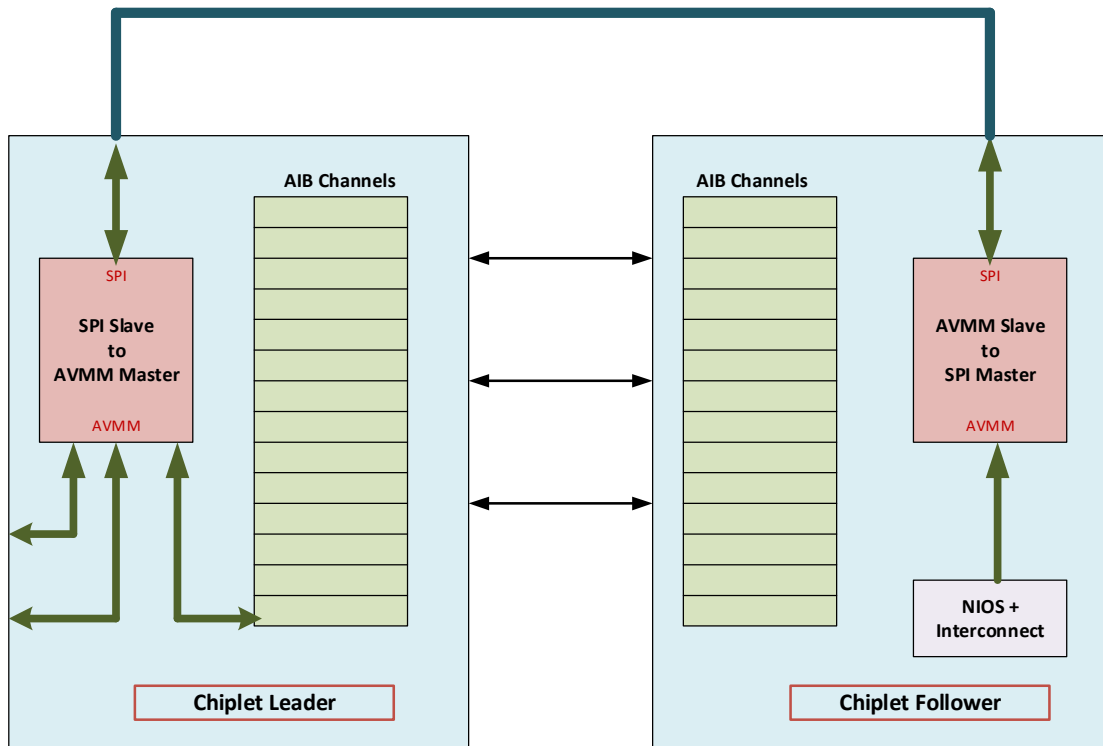 AIB Channels
SPI
SPI Slave
to
AVMM Master
AVMM
Chiplet Leader
AIB Channels
SPI
AVMM Slave
to
SPI Master
AVMM
NIOS +
Interconnect
Chiplet Follower